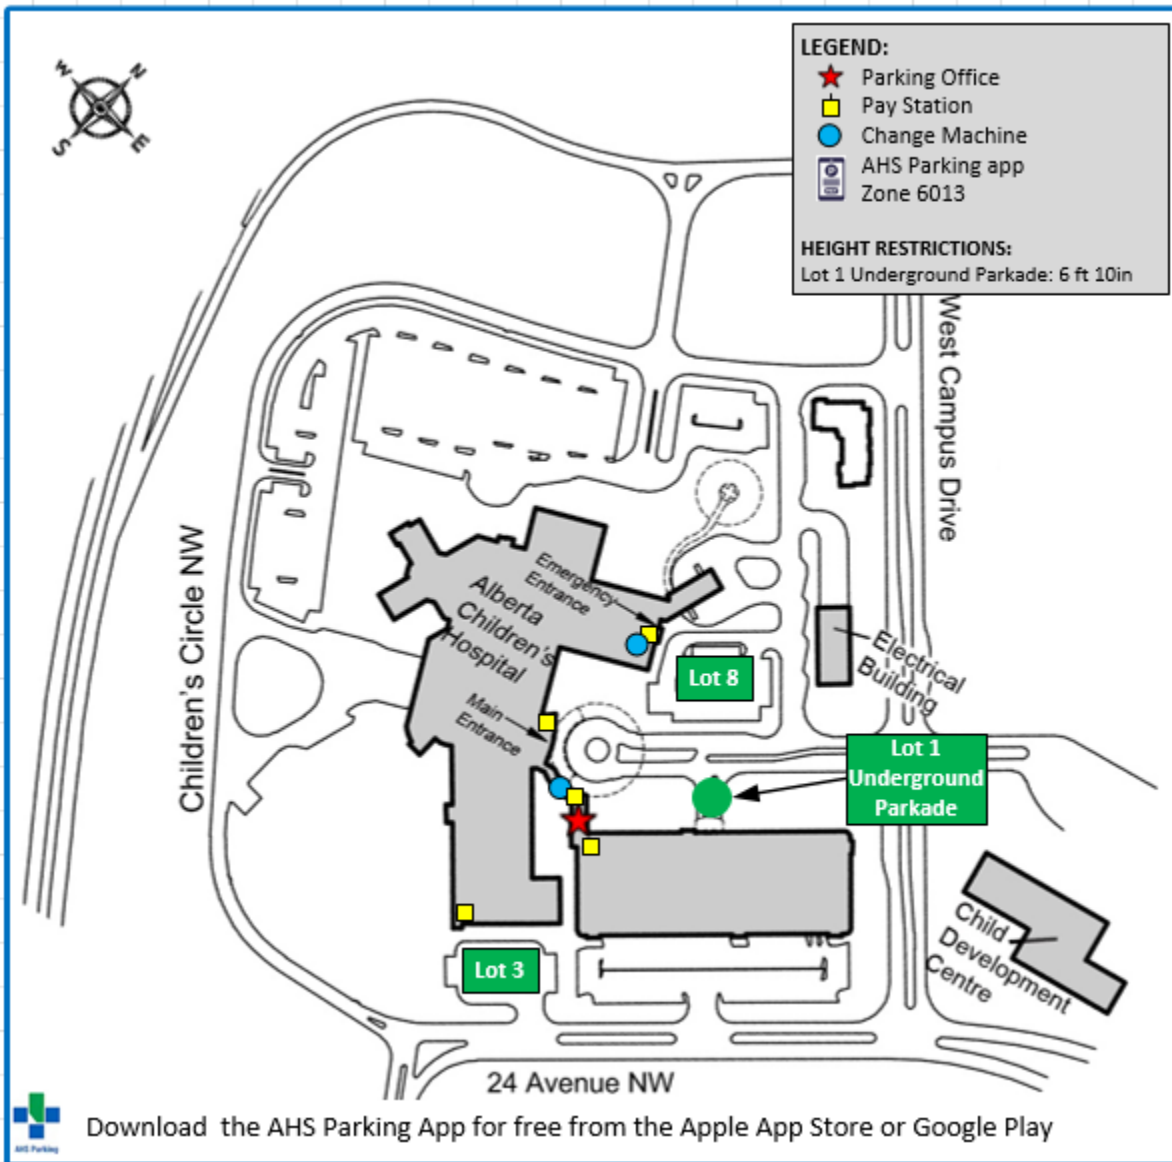 W
N
S
E
LEGEND:
Parking Office
Pay Station
Change Machine
AHS Parking app
Zone 6013
HEIGHT RESTRICTIONS:
Lot 1 Underground Parkade: 6 ft 10in
West Campus Drive
Children's Circle NW
Emergency
Entrance
Alberta
Children's
Hospital
Main
Entrance
Lot 8
Electrical
Building
Lot 1
Underground
Parkade
Child
Development
Centre
Lot 3
24 Avenue NW
AHS Parking
Download the AHS Parking App for free from the Apple App Store or Google Play